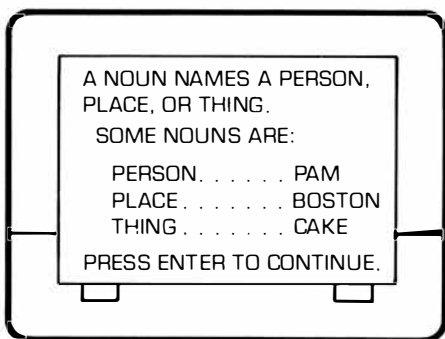 A NOUN NAMES A PERSON,
PLACE, OR THING.
SOME NOUNS ARE:
PERSON. . . . . . PAM
PLACE. . . . . . . BOSTON
THING . . . . . . . CAKE
PRESS ENTER TO CONTINUE.